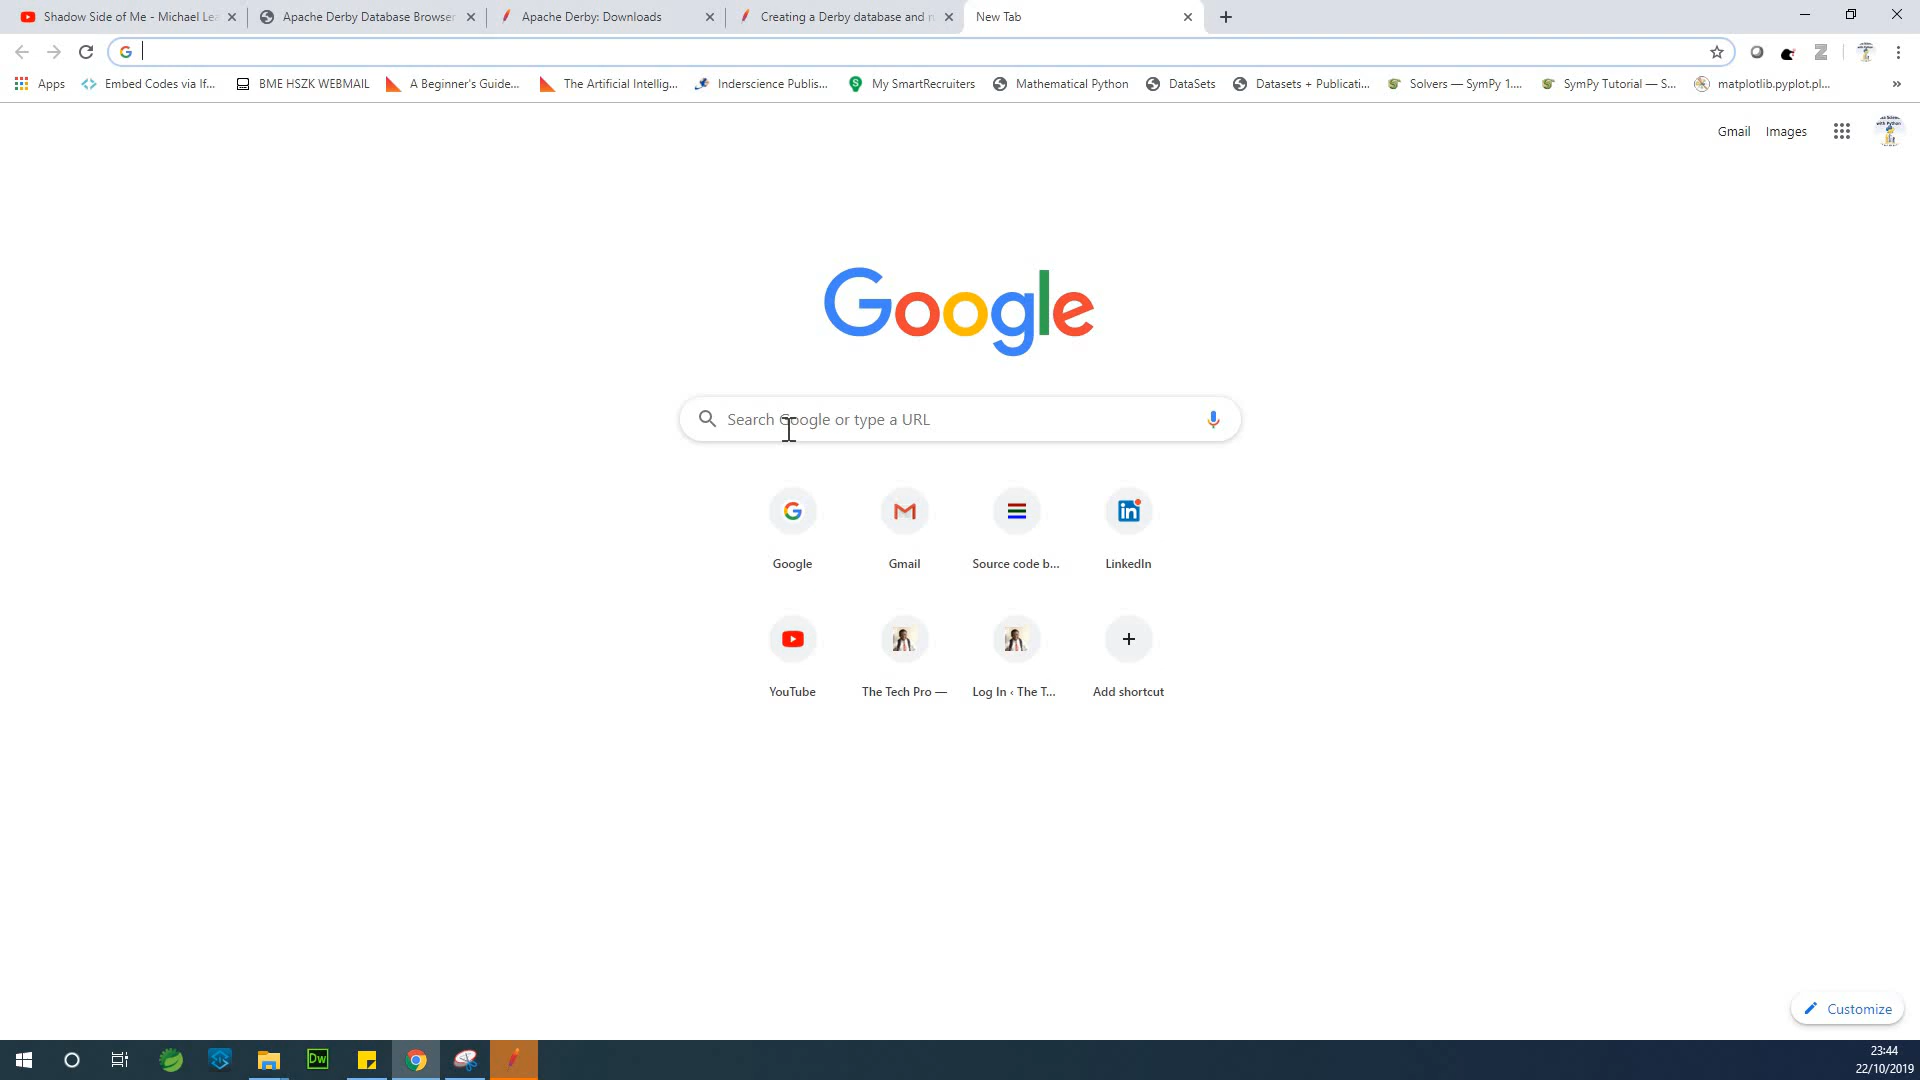 Shadow Side of Me - Michael Lea
Apache Derby Database Browser
Apache Derby: Downloads
Creating a Derby database and r
New Tab
Apps
Embed Codes via If...
BME HSZK WEBMAIL
A Beginner's Guide...
The Artificial Intellig...
Inderscience Publis...
My SmartRecruiters
Mathematical Python
DataSets
Datasets + Publicati...
Solvers — SymPy 1....
SymPy Tutorial — S...
matplotlib.pyplot.pl...
»
Gmail
Images
Google
Search Google or type a URL
Google
Gmail
Source code b...
LinkedIn
YouTube
The Tech Pro —
Log In ‹ The T...
Add shortcut
Customize
Dw
23:44
22/10/2019